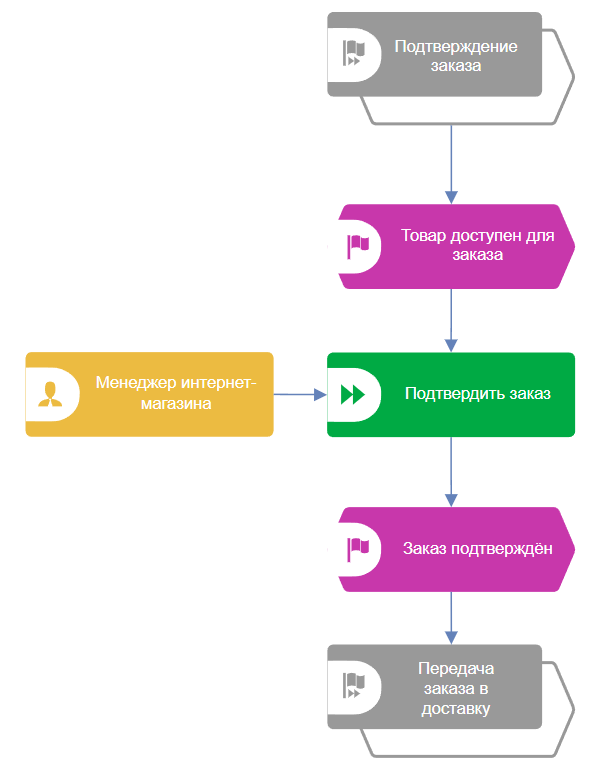 Подтверждение
заказа
Товар доступен для
заказа
Менеджер интернет-
магазина
Подтвердить заказ
Заказ подтверждён
Передача
заказа в
доставку